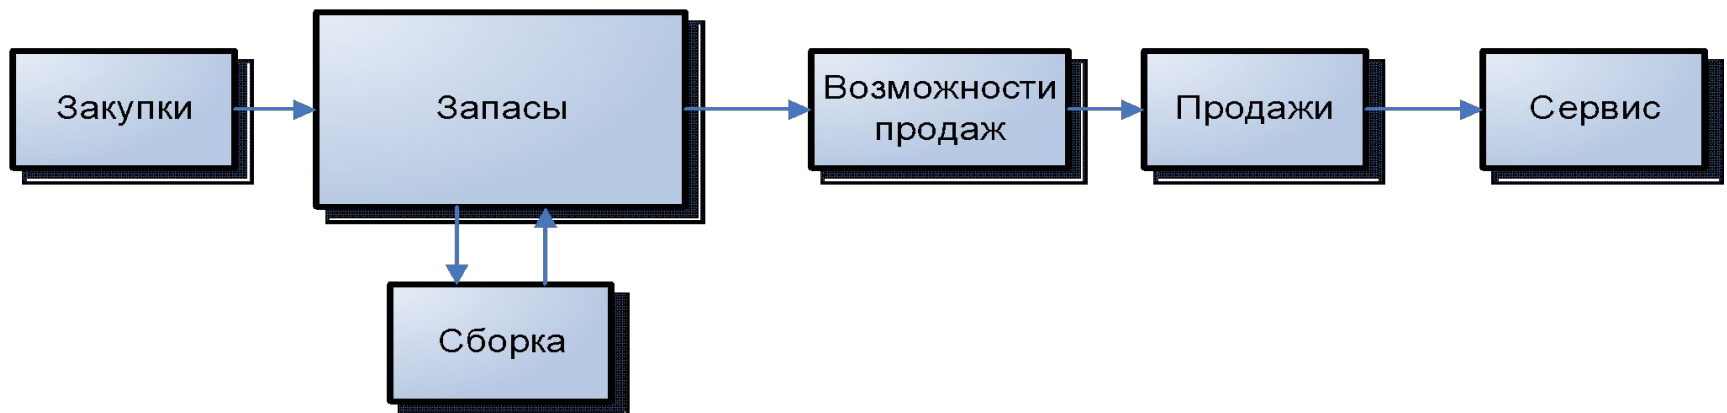 Закупки
Запасы
Возможности
продаж
Продажи
Сервис
Сборка